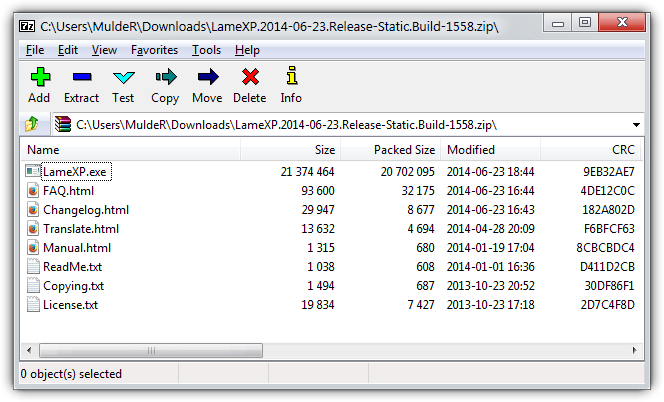 7z C:\Users\MuldeR\Downloads\LameXP.2014-06-23.Release-Static.Build-1558.zip\
File Edit View Favorites Tools Help
Add Extract Test Copy Move Delete Info
C:\Users\MuldeR\Downloads\LameXP.2014-06-23.Release-Static.Build-1558.zip\
Name Size Packed Size Modified CRC
LameXP.exe 21 374 464 20 702 095 2014-06-23 18:44 9EB32AE7
FAQ.html 93 600 32 175 2014-06-23 16:44 4DE12C0C
Changelog.html 29 947 8 677 2014-06-23 16:43 182A802D
Translate.html 13 632 4 694 2014-04-28 20:09 F6BFCF63
Manual.html 1 315 680 2014-01-19 17:04 8CBCBDC4
ReadMe.txt 1 038 608 2014-01-01 16:36 D411D2CB
Copying.txt 1 494 687 2013-10-23 20:52 30DF86F1
License.txt 19 834 7 427 2013-10-23 17:18 2D7C4F8D
0 object(s) selected